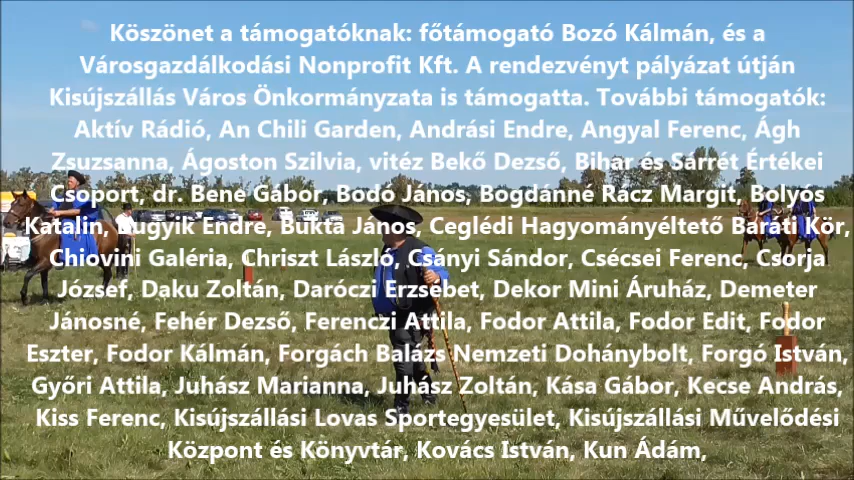 Köszönet a támogatóknak: főtámogató Bozó Kálmán, és a
Városgazdálkodási Nonprofit Kft. A rendezvényt pályázat útján
Kisújszállás Város Önkormányzata is támogatta. További támogatók:
Aktív Rádió, An Chili Garden, Andrási Endre, Angyal Ferenc, Ágh
Zsuzsanna, Ágoston Szilvia, vitéz Bekő Dezső, Bihar és Sárrét Értékei
Csoport, dr. Bene Gábor, Bodó János, Bogdánné Rácz Margit, Bolyós
Katalin, Bugyik Endre, Bukta János, Ceglédi Hagyományéltető Baráti Kör,
Chiovini Galéria, Chriszt László, Csányi Sándor, Csécsei Ferenc, Csorja
József, Daku Zoltán, Daróczi Erzsébet, Dekor Mini Áruház, Demeter
Jánosné, Fehér Dezső, Ferenczi Attila, Fodor Attila, Fodor Edit, Fodor
Eszter, Fodor Kálmán, Forgách Balázs Nemzeti Dohánybolt, Forgó István,
Győri Attila, Juhász Marianna, Juhász Zoltán, Kása Gábor, Kecse András,
Kiss Ferenc, Kisújszállási Lovas Sportegyesület, Kisújszállási Művelődési
Központ és Könyvtár, Kovács István, Kun Ádám,